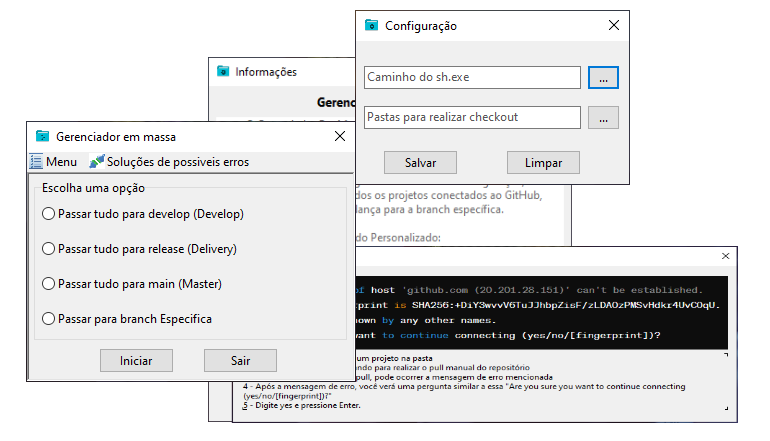 Configuração
Caminho do sh.exe
...
Pastas para realizar checkout
...
Salvar
Limpar
Informações
Gerenciador em massa
Menu
Soluções de possiveis erros
Escolha uma opção
Passar tudo para develop (Develop)
Passar tudo para release (Delivery)
Passar tudo para main (Master)
Passar para branch Especifica
Iniciar
Sair
dos os projetos conectados ao GitHub,
para a branch especifica.
do Personalizado:
of host 'github.com (20.201.28.151)' can't be established.
print is SHA256:+DiY3wvvV6TuJJhbpZisF/zLDA0zPMSvHdkr4UvCOqU.
by any other names.
want to continue connecting (yes/no/[fingerprint])?
um projeto na pasta
para realizar o pull manual do repositório
pull, pode ocorrer a mensagem de erro mencionada
4 - Após a mensagem de erro, você verá uma pergunta similar a essa "Are you sure you want to continue connecting
(yes/no/[fingerprint])?"
5 - Digite yes e pressione Enter.